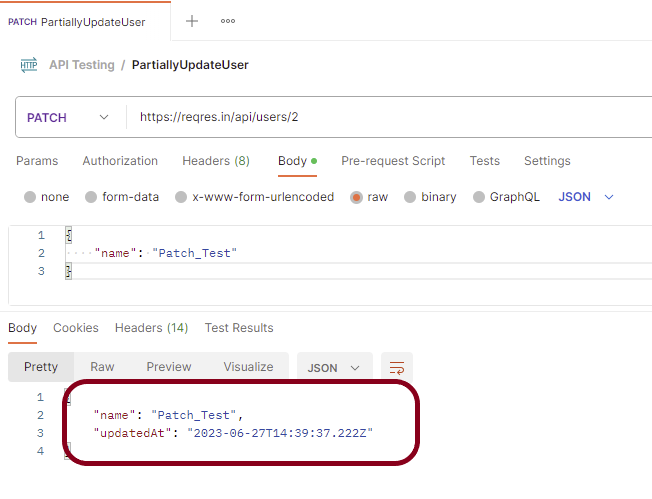 PATCH PartiallyUpdateUser
HTTP API Testing / PartiallyUpdateUser
PATCH https://reqres.in/api/users/2
Params Authorization Headers (8) Body Pre-request Script Tests Settings
none form-data x-www-form-urlencoded raw binary GraphQL JSON
1 {
2 "name": "Patch_Test"
3 }
Body Cookies Headers (14) Test Results
Pretty Raw Preview Visualize JSON
1 {
2 "name": "Patch_Test",
3 "updatedAt": "2023-06-27T14:39:37.222Z"
4 }